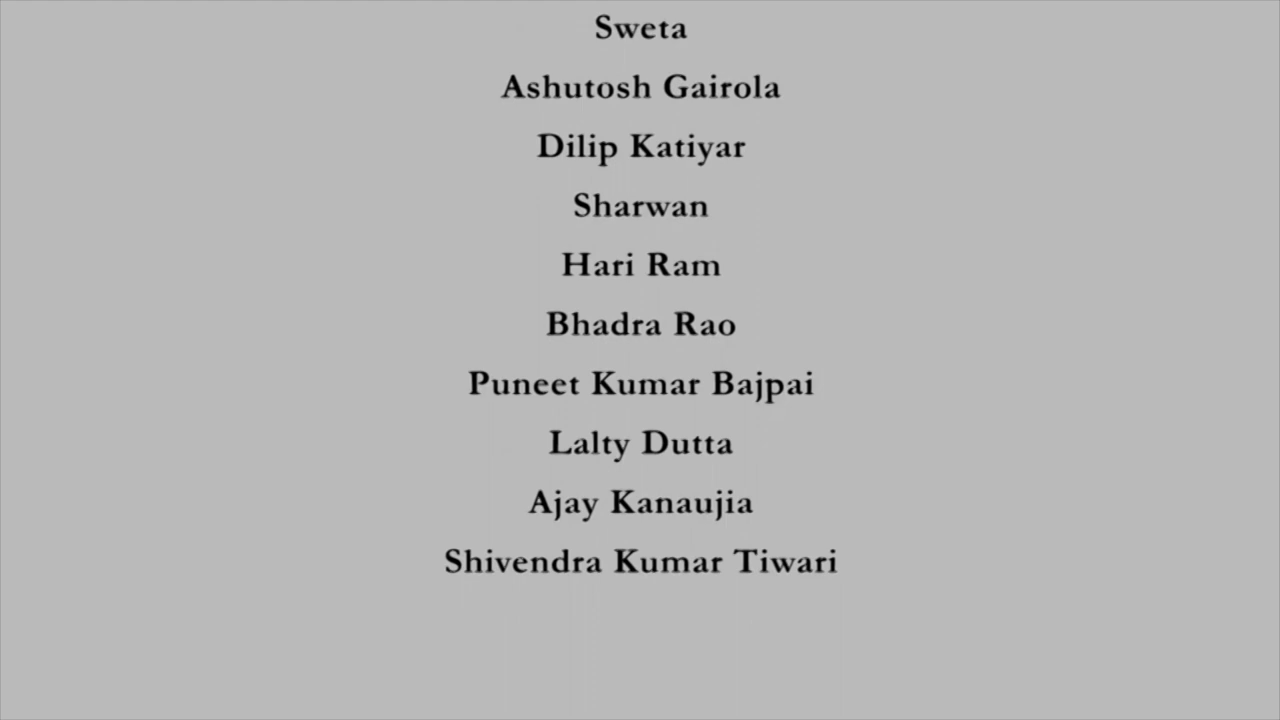 Sweta
Ashutosh Gairola
Dilip Katiyar
Sharwan
Hari Ram
Bhadra Rao
Puneet Kumar Bajpai
Lalty Dutta
Ajay Kanaujia
Shivendra Kumar Tiwari